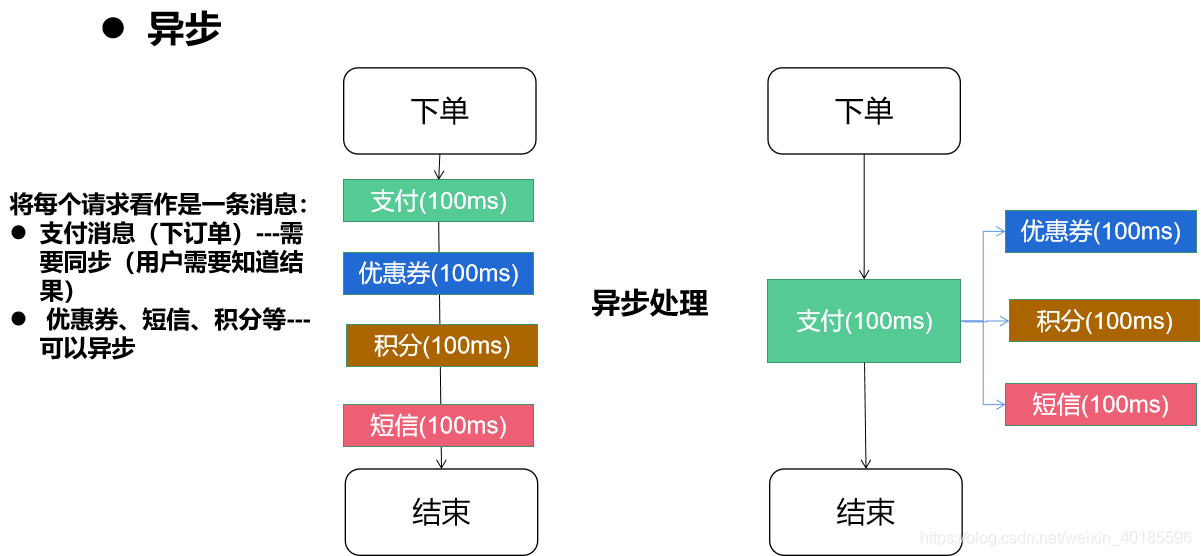 ● 异步
将每个请求看作是一条消息：
● 支付消息（下订单）---需
要同步（用户需要知道结
果）
● 优惠券、短信、积分等---
可以异步
下单
支付(100ms)
优惠券(100ms)
积分(100ms)
短信(100ms)
结束
异步处理
下单
支付(100ms)
结束
优惠券(100ms)
积分(100ms)
短信(100ms)
https://blog.csdn.net/weixin_40185596